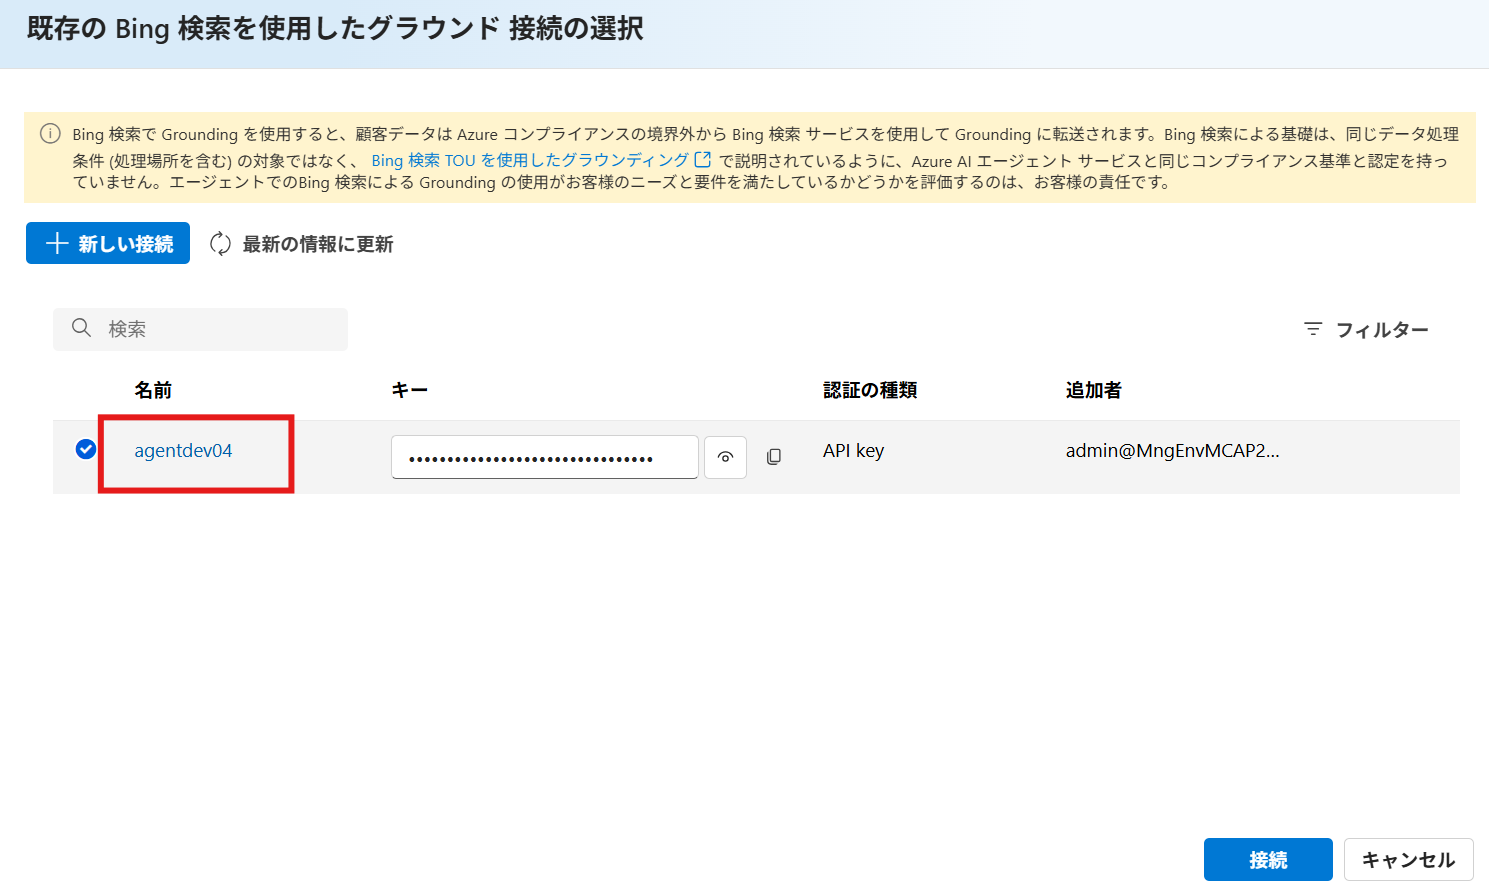 既存の Bing 検索を使用したグラウンド 接続の選択
Bing 検索で Grounding を使用すると、顧客データは Azure コンプライアンスの境界外から Bing 検索 サービスを使用して Grounding に転送されます。Bing 検索による基礎は、同じデータ処理
条件 (処理場所を含む) の対象ではなく、 Bing 検索 TOU を使用したグラウンディング で説明されているように、Azure AI エージェント サービスと同じコンプライアンス基準と認定を持っ
ていません。エージェントでのBing 検索による Grounding の使用がお客様のニーズと要件を満たしているかどうかを評価するのは、お客様の責任です。
新しい接続 最新の情報に更新
検索 フィルター
名前 キー 認証の種類 追加者
agentdev04 •••••••••••••••••••••••••••••••• API key admin@MngEnvMCAP2...
接続 キャンセル